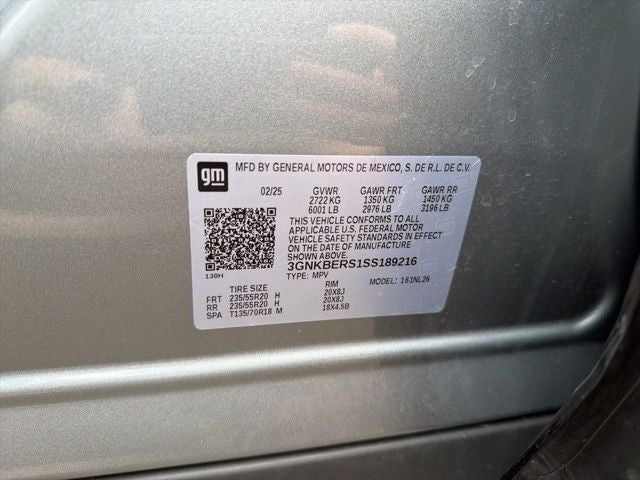 gm
MFD BY GENERAL MOTORS DE MEXICO, S. DE R.L. DE C.V.
02/25 GVWR GAWR FRT GAWR RR
2722 KG 1350 KG 1450 KG
6001 LB 2976 LB 3196 LB
THIS VEHICLE CONFORMS TO ALL
APPLICABLE U.S. FEDERAL MOTOR
VEHICLE SAFETY STANDARDS IN EFFECT
ON THE DATE OF MANUFACTURE
SHOWN ABOVE.
130H
3GNKBERS1SS189216
TYPE: MPV MODEL: 161NL26
TIRE SIZE RIM
FRT 235/55R20 H 20X8J
RR 235/55R20 H 20X8J
SPA T135/70R18 M 18X4.5B